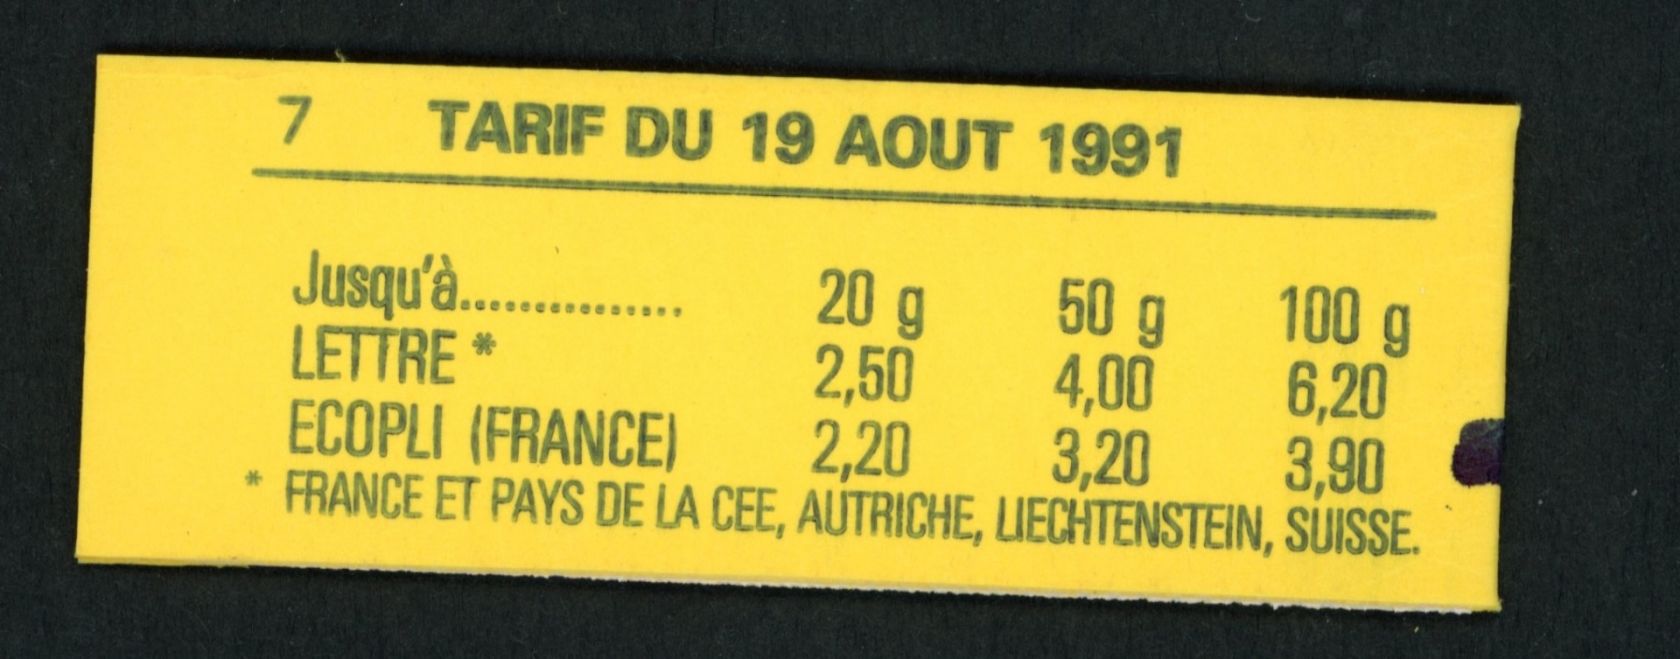 7 TARIF DU 19 AOUT 1991
Jusqu'à............... 20 g 50 g 100 g
LETTRE * 2,50 4,00 6,20
ECOPLI (FRANCE) 2,20 3,20 3,90
* FRANCE ET PAYS DE LA CEE, AUTRICHE, LIECHTENSTEIN, SUISSE.